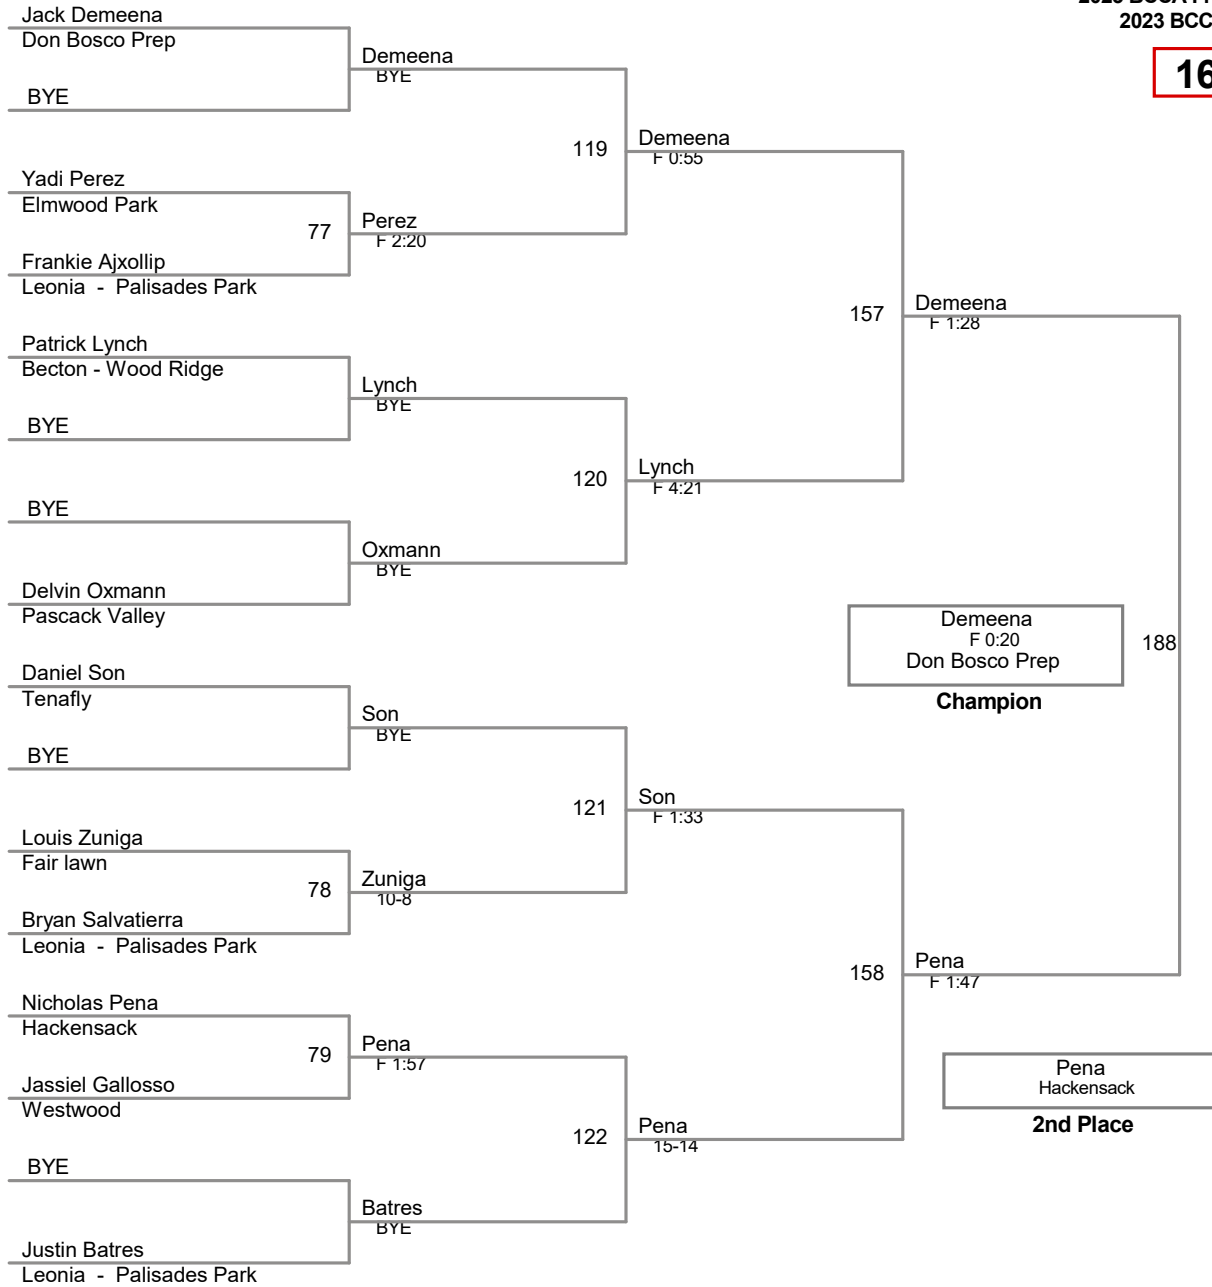 2023 BCC
16
Jack Demeena
Don Bosco Prep
BYE
Yadi Perez
Elmwood Park
77
Frankie Ajxollip
Leonia - Palisades Park
Patrick Lynch
Becton - Wood Ridge
BYE
BYE
Delvin Oxmann
Pascack Valley
Daniel Son
Tenafly
BYE
Louis Zuniga
Fair lawn
78
Bryan Salvatierra
Leonia - Palisades Park
Nicholas Pena
Hackensack
79
Jassiel Gallosso
Westwood
BYE
Justin Batres
Leonia - Palisades Park
Demeena
BYE
119
Perez
F 2:20
Lynch
BYE
120
Oxmann
BYE
Son
BYE
121
Zuniga
10-8
Pena
F 1:57
122
Batres
BYE
Demeena
F 0:55
157
Lynch
F 4:21
Son
F 1:33
158
Pena
15-14
Demeena
F 1:28
188
Pena
F 1:47
Demeena
F 0:20
Don Bosco Prep
Champion
Pena
Hackensack
2nd Place